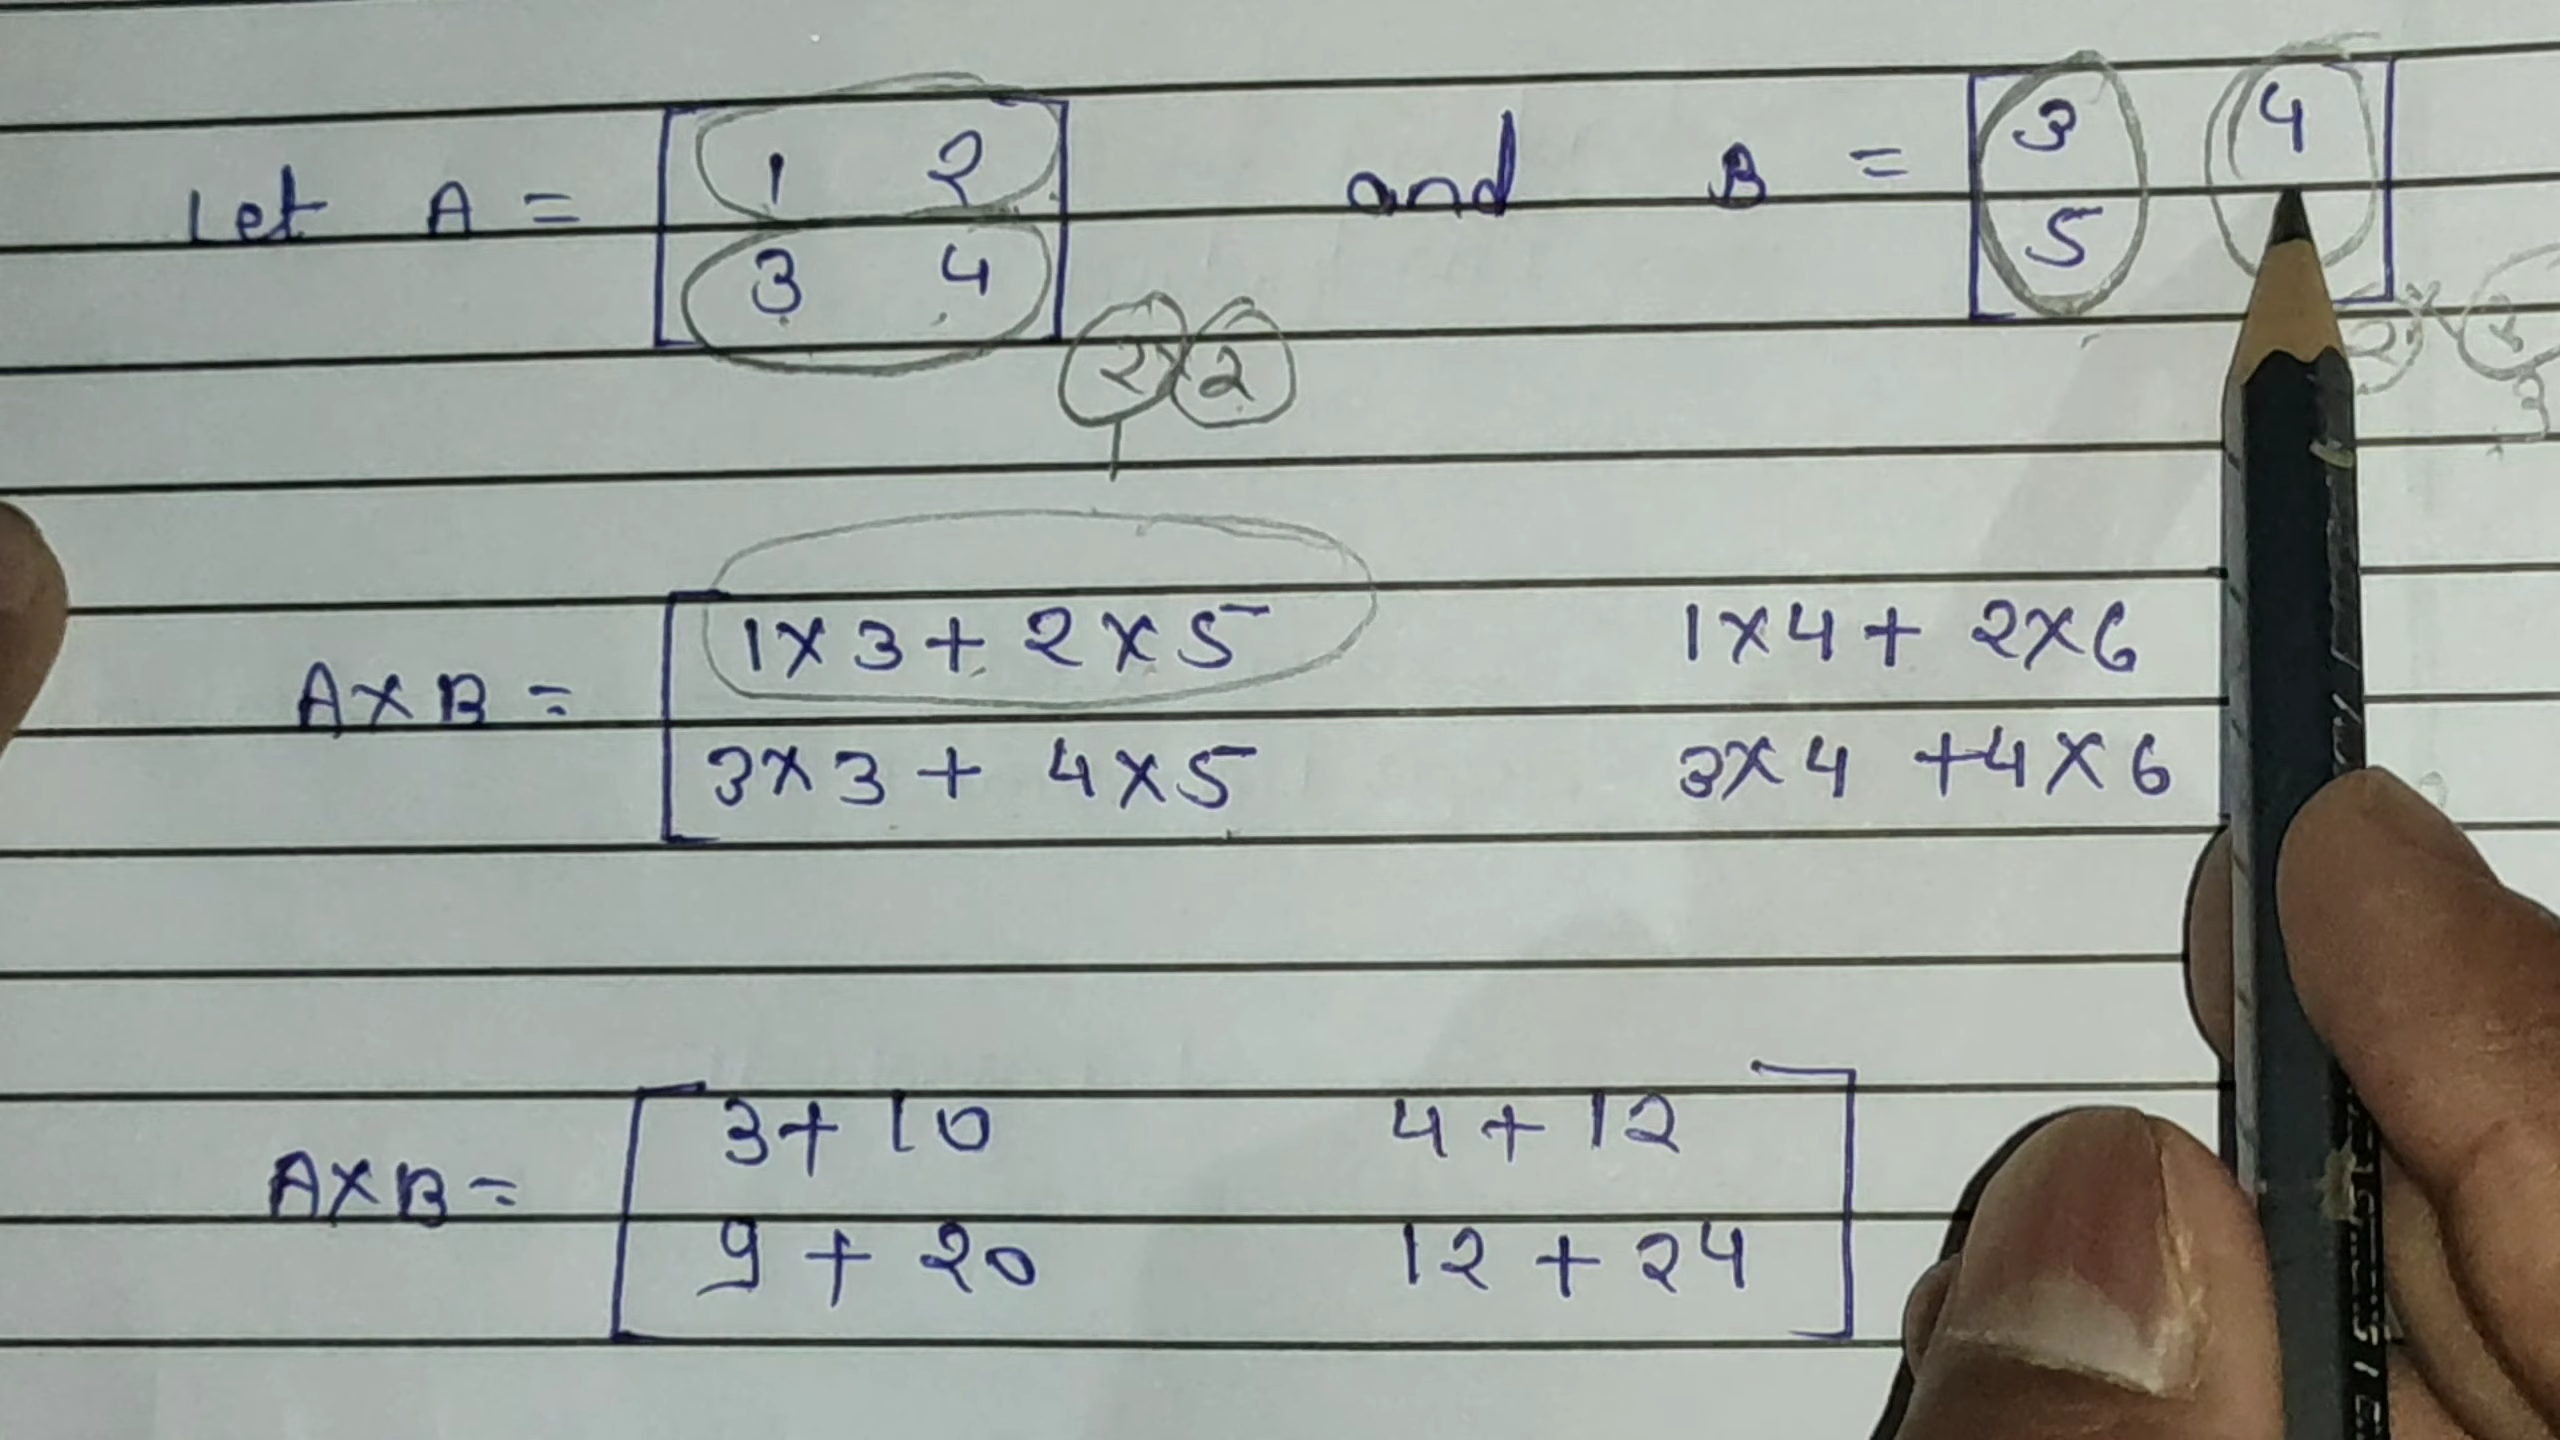 Let A = [ 1 2 and B = [ 3 4 ]
3 4 ] 5
2 x 2 2 x
A x B = [ 1 x 3 + 2 x 5 1 x 4 + 2 x 6
3 x 3 + 4 x 5 3 x 4 + 4 x 6
A x B = [ 3 + 10 4 + 12 ]
9 + 20 12 + 24